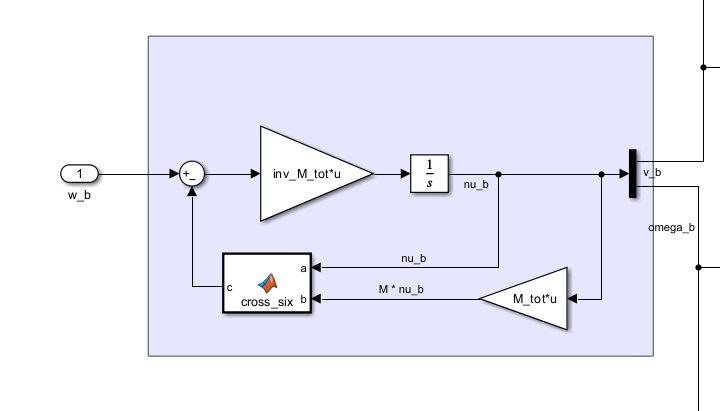 1
w_b
+
-
inv_M_tot*u
1
s
nu_b
v_b
omega_b
nu_b
a
c
cross_six
b
M * nu_b
M_tot*u